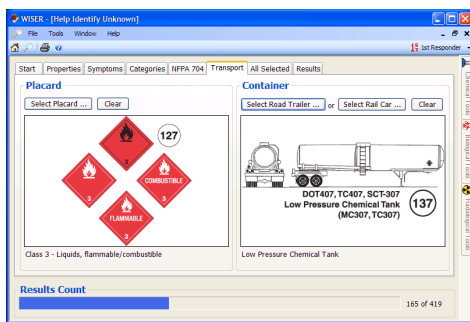 WISER - [Help Identify Unknown]
File Tools Window Help
1st Responder
Start Properties Symptoms Categories NFPA 704 Transport All Selected Results
Placard
Select Placard ... Clear
127
3
3
COMBUSTIBLE
3
FLAMMABLE
3
Class 3 - Liquids, flammable/combustible
Container
Select Road Trailer ... or Select Rail Car ... Clear
DOT407, TC407, SCT-307
Low Pressure Chemical Tank
(MC307, TC307)
137
Low Pressure Chemical Tank
Chemical Tools
Biological Tools
Radiological Tools
Results Count
165 of 419